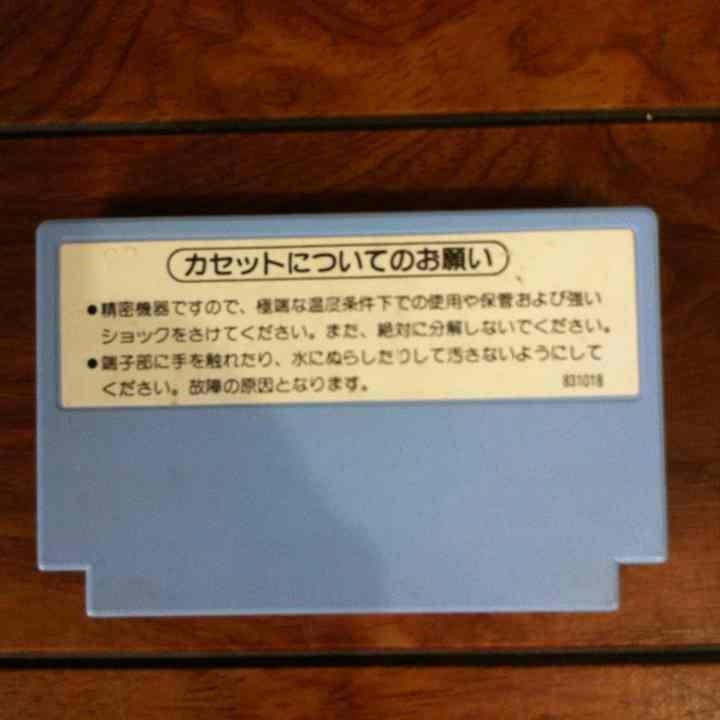 カセットについてのお願い
●精密機器ですので、極端な温度条件下での使用や保管および強い
ショックをさけてください。また、絶対に分解しないでください。
●端子部に手を触れたり、水にぬらしたりして汚さないようにして
ください。故障の原因となります。
831018